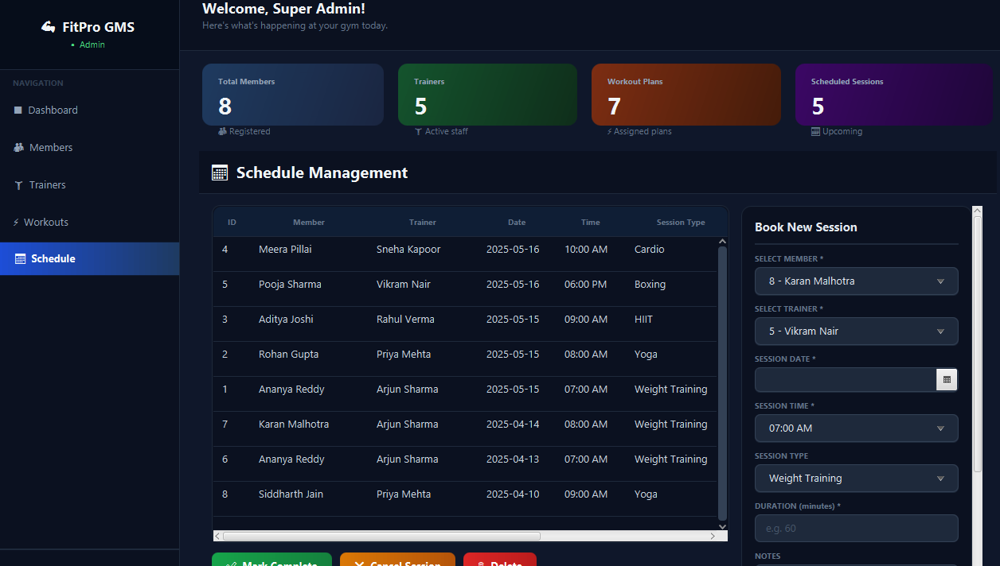 FitPro GMS
• Admin
NAVIGATION
Dashboard
Members
Trainers
Workouts
Schedule
Welcome, Super Admin!
Here's what's happening at your gym today.
Total Members
8
Registered
Trainers
5
Active staff
Workout Plans
7
Assigned plans
Scheduled Sessions
5
Upcoming
Schedule Management
ID Member Trainer Date Time Session Type
4 Meera Pillai Sneha Kapoor 2025-05-16 10:00 AM Cardio
5 Pooja Sharma Vikram Nair 2025-05-16 06:00 PM Boxing
3 Aditya Joshi Rahul Verma 2025-05-15 09:00 AM HIIT
2 Rohan Gupta Priya Mehta 2025-05-15 08:00 AM Yoga
1 Ananya Reddy Arjun Sharma 2025-05-15 07:00 AM Weight Training
7 Karan Malhotra Arjun Sharma 2025-04-14 08:00 AM Weight Training
6 Ananya Reddy Arjun Sharma 2025-04-13 07:00 AM Weight Training
8 Siddharth Jain Priya Mehta 2025-04-10 09:00 AM Yoga
Mark Complete Cancel Session Delete
Book New Session
SELECT MEMBER *
8 - Karan Malhotra
SELECT TRAINER *
5 - Vikram Nair
SESSION DATE *
SESSION TIME *
07:00 AM
SESSION TYPE
Weight Training
DURATION (minutes) *
e.g. 60
NOTES